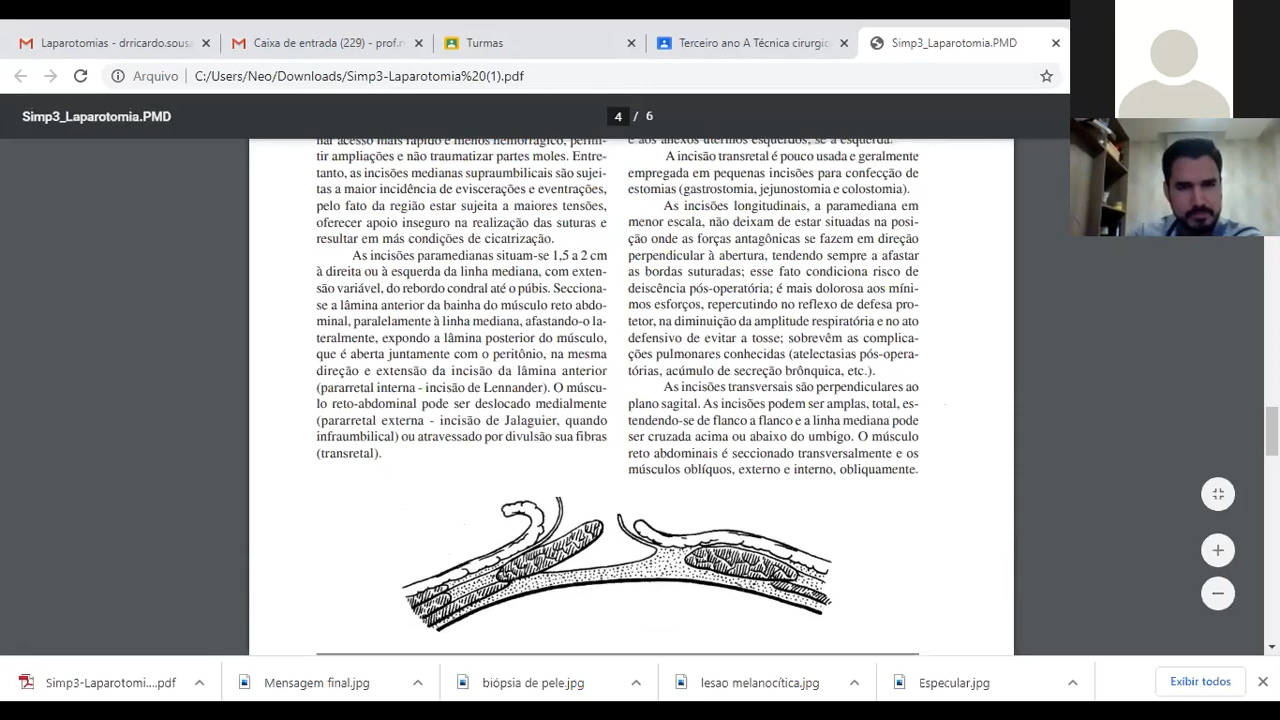 Laparotomias - drricardo.sous
Caixa de entrada (229) - prof.r
Turmas
Terceiro ano A Técnica cirurgic
Simp3_Laparotomia.PMD
Arquivo
C:/Users/Neo/Downloads/Simp3-Laparotomia%20(1).pdf
Simp3_Laparotomia.PMD
4 / 6
nar acesso mais rápido e menos hemorrágico, permi-
tir ampliações e não traumatizar partes moles. Entre-
tanto, as incisões medianas supraumbilicais são sujei-
tas a maior incidência de eviscerações e eventrações,
pelo fato da região estar sujeita a maiores tensões,
oferecer apoio inseguro na realização das suturas e
resultar em más condições de cicatrização.
As incisões paramedianas situam-se 1,5 a 2 cm
à direita ou à esquerda da linha mediana, com exten-
são variável, do rebordo condral até o púbis. Secciona-
se a lâmina anterior da bainha do músculo reto abdo-
minal, paralelamente à linha mediana, afastando-o la-
teralmente, expondo a lâmina posterior do músculo,
que é aberta juntamente com o peritônio, na mesma
direção e extensão da incisão da lâmina anterior
(pararretal interna - incisão de Lennander). O múscu-
lo reto-abdominal pode ser deslocado medialmente
(pararretal externa - incisão de Jalaguier, quando
infraumbilical) ou atravessado por divulsão sua fibras
(transretal).
e aos anexos uterinos esquerdos, se à esquerda.
A incisão transretal é pouco usada e geralmente
empregada em pequenas incisões para confecção de
estomias (gastrostomia, jejunostomia e colostomia).
As incisões longitudinais, a paramediana em
menor escala, não deixam de estar situadas na posi-
ção onde as forças antagônicas se fazem em direção
perpendicular à abertura, tendendo sempre a afastar
as bordas suturadas; esse fato condiciona risco de
deiscência pós-operatória; é mais dolorosa aos míni-
mos esforços, repercutindo no reflexo de defesa pro-
tetor, na diminuição da amplitude respiratória e no ato
defensivo de evitar a tosse; sobrevêm as complica-
ções pulmonares conhecidas (atelectasias pós-opera-
tórias, acúmulo de secreção brônquica, etc.).
As incisões transversais são perpendiculares ao
plano sagital. As incisões podem ser amplas, total, es-
tendendo-se de flanco a flanco e a linha mediana pode
ser cruzada acima ou abaixo do umbigo. O músculo
reto abdominais é seccionado transversalmente e os
músculos oblíquos, externo e interno, obliquamente.
Simp3-Laparotomi....pdf
Mensagem final.jpg
biópsia de pele.jpg
lesao melanocítica.jpg
Especular.jpg
Exibir todos